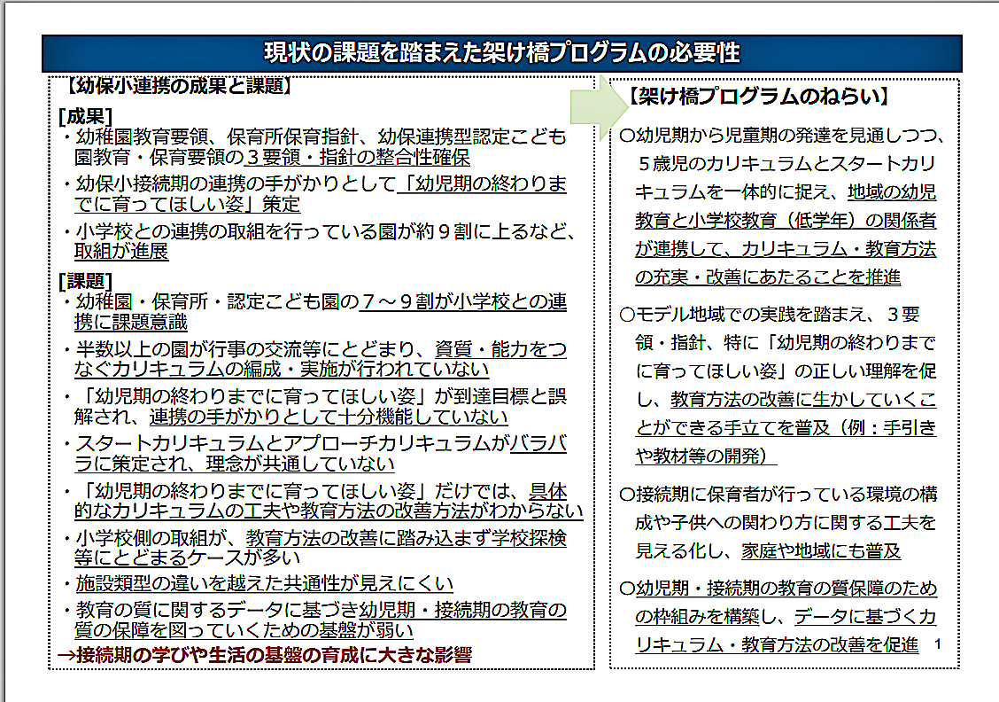 現状の課題を踏まえた架け橋プログラムの必要性
【幼保小連携の成果と課題】
[成果]
・幼稚園教育要領、保育所保育指針、幼保連携型認定こども
園教育・保育要領の３要領・指針の整合性確保
・幼保小接続期の連携の手がかりとして「幼児期の終わりま
でに育ってほしい姿」策定
・小学校との連携の取組を行っている園が約９割に上るなど、
取組が進展
[課題]
・幼稚園・保育所・認定こども園の７～９割が小学校との連
携に課題意識
・半数以上の園が行事の交流等にとどまり、資質・能力をつ
なぐカリキュラムの編成・実施が行われていない
・「幼児期の終わりまでに育ってほしい姿」が到達目標と誤
解され、連携の手がかりとして十分機能していない
・スタートカリキュラムとアプローチカリキュラムがバラバ
ラに策定され、理念が共通していない
・「幼児期の終わりまでに育ってほしい姿」だけでは、具体
的なカリキュラムの工夫や教育方法の改善方法がわからない
・小学校側の取組が、教育方法の改善に踏み込まず学校探検
等にとどまるケースが多い
・施設類型の違いを越えた共通性が見えにくい
・教育の質に関するデータに基づき幼児期・接続期の教育の
質の保障を図っていくための基盤が弱い
→接続期の学びや生活の基盤の育成に大きな影響
【架け橋プログラムのねらい】
○幼児期から児童期の発達を見通しつつ、
５歳児のカリキュラムとスタートカリ
キュラムを一体的に捉え、地域の幼児
教育と小学校教育（低学年）の関係者
が連携して、カリキュラム・教育方法
の充実・改善にあたることを推進
○モデル地域での実践を踏まえ、３要
領・指針、特に「幼児期の終わりまで
に育ってほしい姿」の正しい理解を促
し、教育方法の改善に生かしていくこ
とができる手立てを普及（例：手引き
や教材等の開発）
○接続期に保育者が行っている環境の構
成や子供への関わり方に関する工夫を
見える化し、家庭や地域にも普及
○幼児期・接続期の教育の質保障のため
の枠組みを構築し、データに基づくカ
リキュラム・教育方法の改善を促進
1